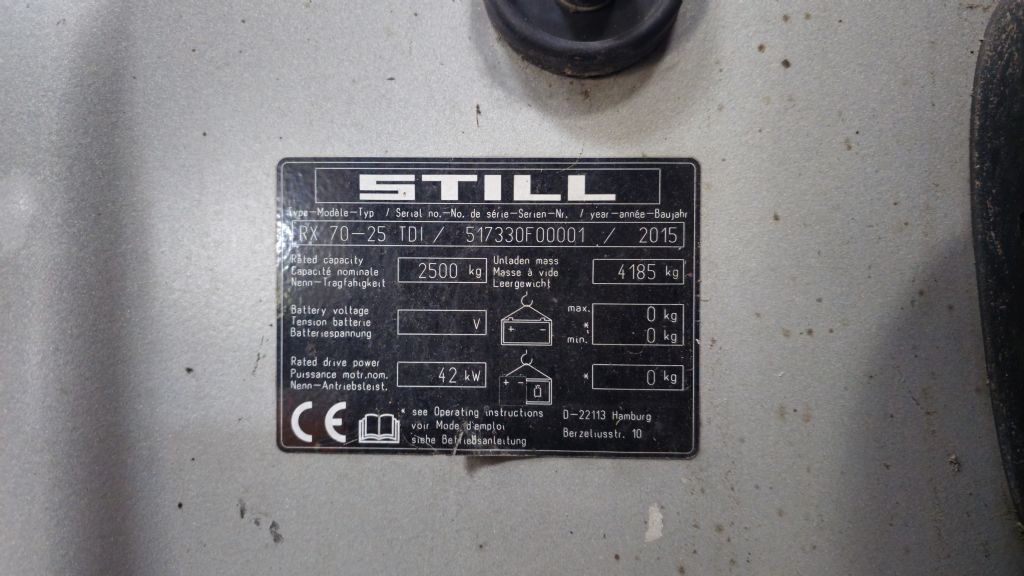 STILL
Type-Modèle-Typ / Serial no.-No. de série-Serien-Nr. / year-année-Baujahr
RX 70-25 TDI / 517330F00001 / 2015
Rated capacity
Capacité nominale
Nenn-Tragfähigkeit
2500 kg
Unladen mass
Masse à vide
Leergewicht
4185 kg
Battery voltage
Tension batterie
Batteriespannung
V
+ -
max. 0 kg
*
min. 0 kg
Rated drive power
Puissance motr.nom.
Nenn-Antriebsleist.
42 kW
+ -
* 0 kg
CE
* see Operating instructions
voir Mode d'emploi
siehe Betriebsanleitung
D-22113 Hamburg
Berzeliusstr. 10